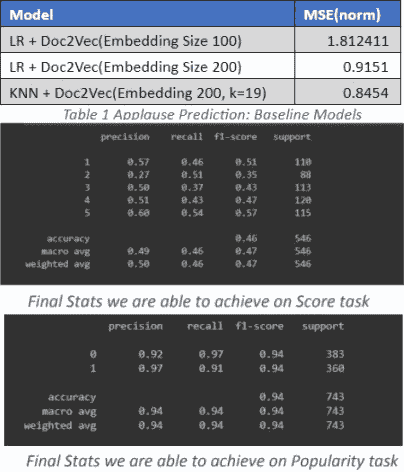 Model MSE(norm)
LR + Doc2Vec(Embedding Size 100) 1.812411
LR + Doc2Vec(Embedding Size 200) 0.9151
KNN + Doc2Vec(Embedding 200, k=19) 0.8454
Table 1 Applause Prediction: Baseline Models
precision recall f1-score support
1 0.57 0.46 0.51 110
2 0.27 0.51 0.35 88
3 0.50 0.37 0.43 113
4 0.51 0.43 0.47 120
5 0.60 0.54 0.57 115
accuracy 0.46 546
macro avg 0.49 0.46 0.47 546
weighted avg 0.50 0.46 0.47 546
Final Stats we are able to achieve on Score task
precision recall f1-score support
0 0.92 0.97 0.94 383
1 0.97 0.91 0.94 360
accuracy 0.94 743
macro avg 0.94 0.94 0.94 743
weighted avg 0.94 0.94 0.94 743
Final Stats we are able to achieve on Popularity task